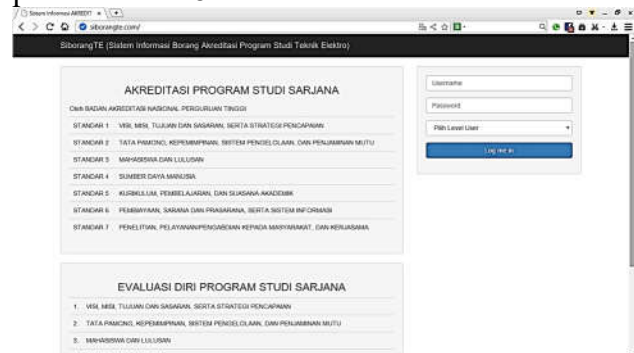 Sistem Informasi AKREDIT
siborangte.com/
SiborangTE (Sistem Informasi Borang Akreditasi Program Studi Teknik Elektro)
AKREDITASI PROGRAM STUDI SARJANA
Oleh BADAN AKREDITASI NASIONAL PERGURUAN TINGGI
STANDAR 1 VISI, MISI, TUJUAN DAN SASARAN, SERTA STRATEGI PENCAPAIAN
STANDAR 2 TATA PAMONG, KEPEMIMPINAN, SISTEM PENGELOLAAN, DAN PENJAMINAN MUTU
STANDAR 3 MAHASISWA DAN LULUSAN
STANDAR 4 SUMBER DAYA MANUSIA
STANDAR 5 KURIKULUM, PEMBELAJARAN, DAN SUASANA AKADEMIK
STANDAR 6 PEMBIAYAAN, SARANA DAN PRASARANA, SERTA SISTEM INFORMASI
STANDAR 7 PENELITIAN, PELAYANAN/PENGABDIAN KEPADA MASYARAKAT, DAN KERJASAMA
Username
Password
Pilih Level User
Log me in
EVALUASI DIRI PROGRAM STUDI SARJANA
1. VISI, MISI, TUJUAN DAN SASARAN, SERTA STRATEGI PENCAPAIAN
2. TATA PAMONG, KEPEMIMPINAN, SISTEM PENGELOLAAN, DAN PENJAMINAN MUTU
3. MAHASISWA DAN LULUSAN